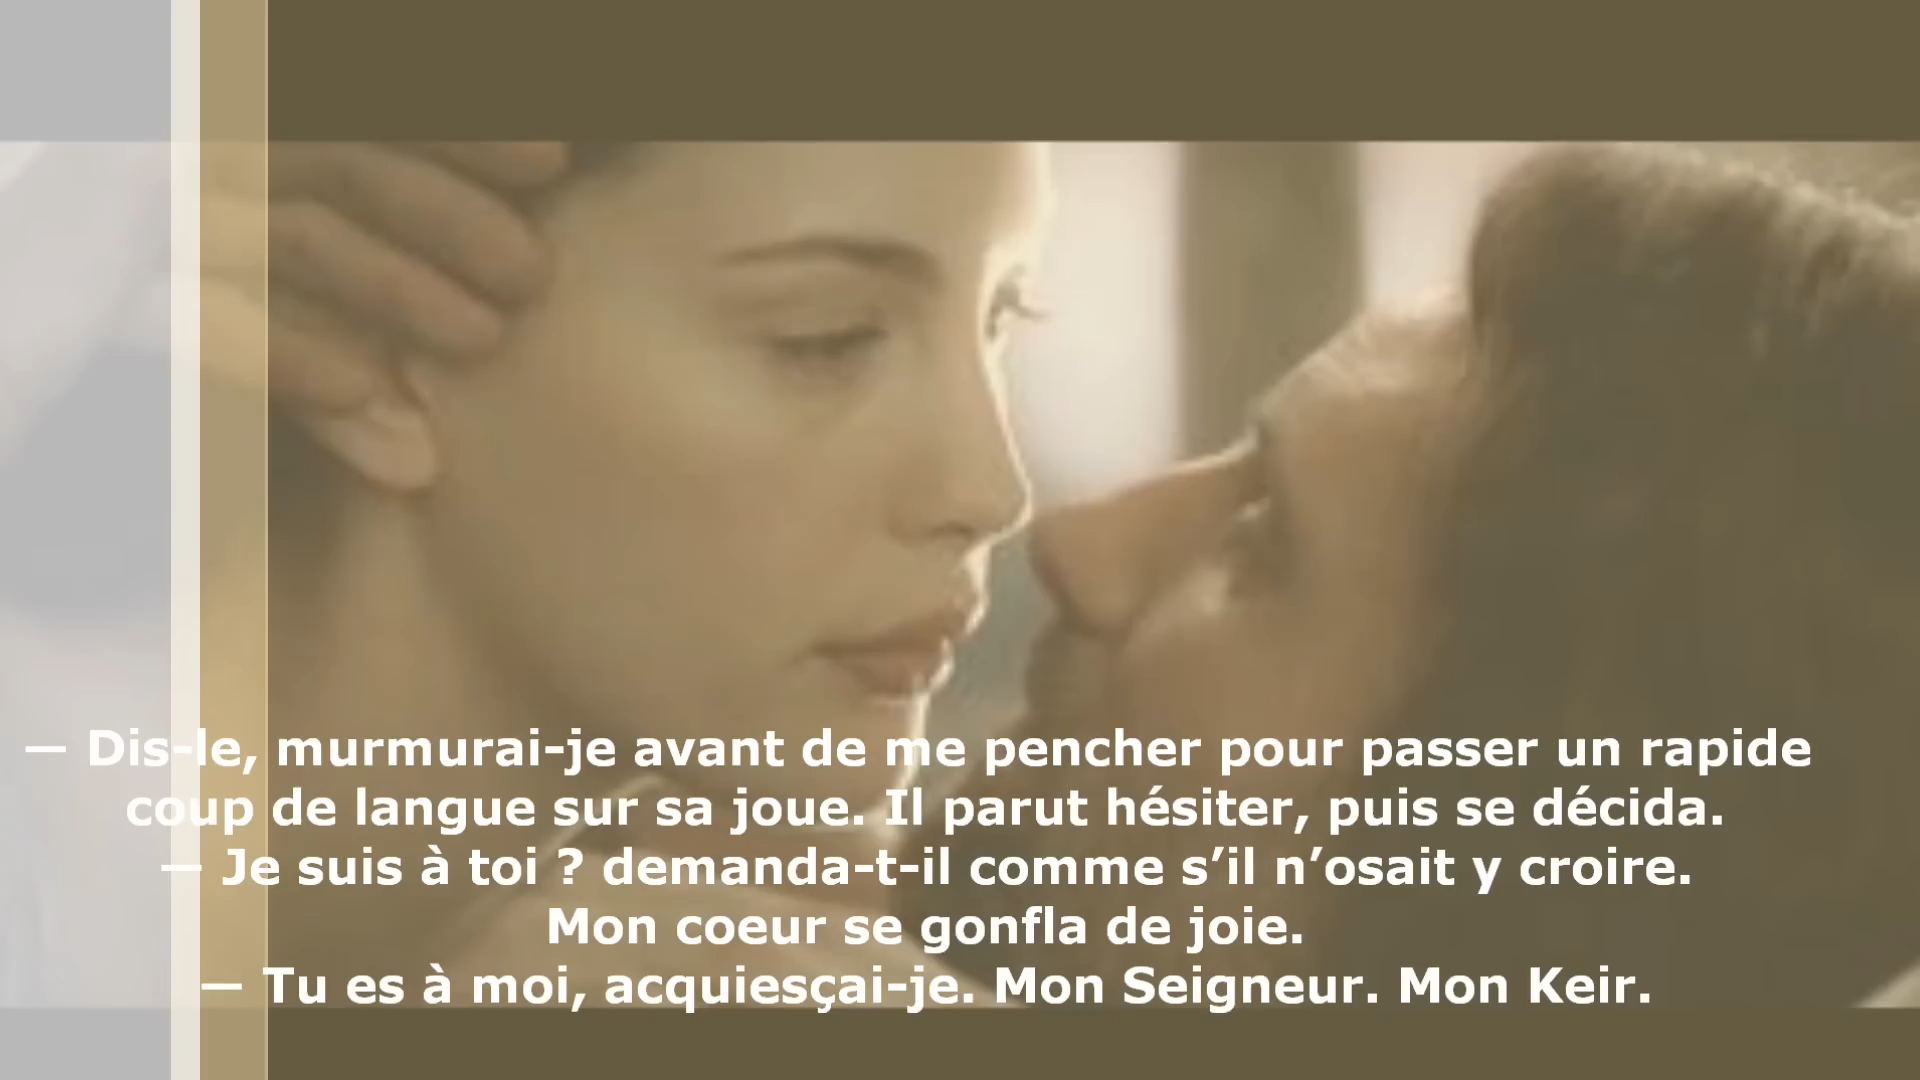 — Dis-le, murmurai-je avant de me pencher pour passer un rapide
coup de langue sur sa joue. Il parut hésiter, puis se décida.
— Je suis à toi ? demanda-t-il comme s’il n’osait y croire.
Mon coeur se gonfla de joie.
— Tu es à moi, acquiesçai-je. Mon Seigneur. Mon Keir.